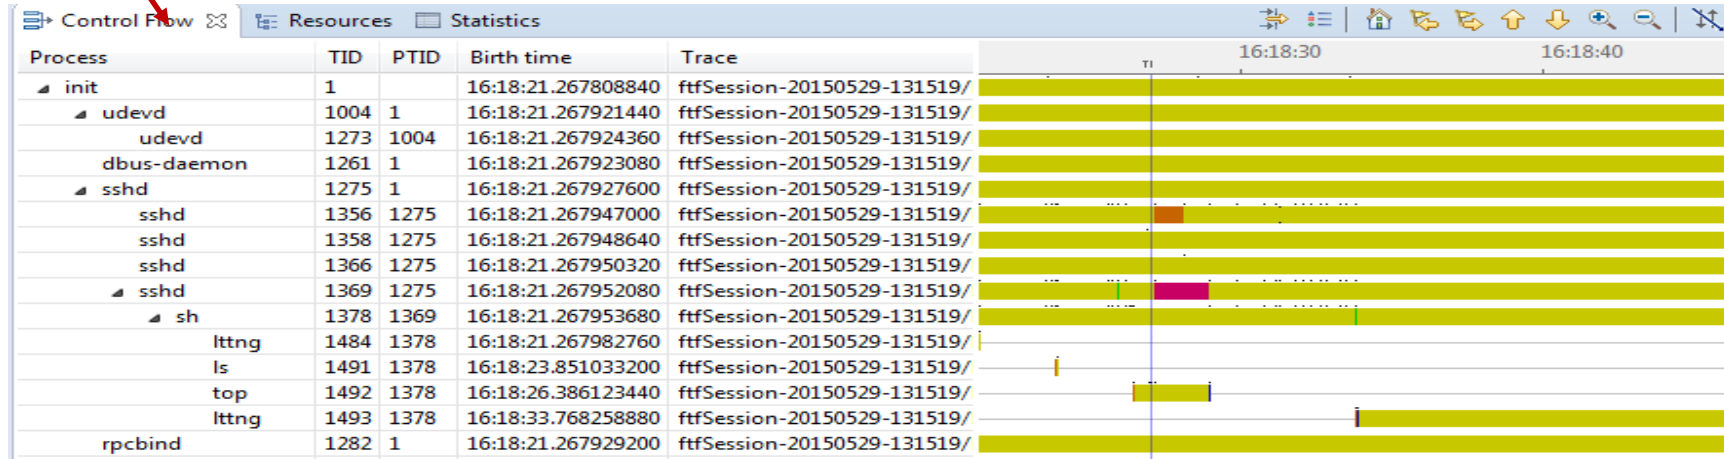 Control Flow Resources Statistics
Process TID PTID Birth time Trace 16:18:30 16:18:40
T1
init 1 16:18:21.267808840 ftfSession-20150529-131519/
udevd 1004 1 16:18:21.267921440 ftfSession-20150529-131519/
udevd 1273 1004 16:18:21.267924360 ftfSession-20150529-131519/
dbus-daemon 1261 1 16:18:21.267923080 ftfSession-20150529-131519/
sshd 1275 1 16:18:21.267927600 ftfSession-20150529-131519/
sshd 1356 1275 16:18:21.267947000 ftfSession-20150529-131519/
sshd 1358 1275 16:18:21.267948640 ftfSession-20150529-131519/
sshd 1366 1275 16:18:21.267950320 ftfSession-20150529-131519/
sshd 1369 1275 16:18:21.267952080 ftfSession-20150529-131519/
sh 1378 1369 16:18:21.267953680 ftfSession-20150529-131519/
lttng 1484 1378 16:18:21.267982760 ftfSession-20150529-131519/
ls 1491 1378 16:18:23.851033200 ftfSession-20150529-131519/
top 1492 1378 16:18:26.386123440 ftfSession-20150529-131519/
lttng 1493 1378 16:18:33.768258880 ftfSession-20150529-131519/
rpcbind 1282 1 16:18:21.267929200 ftfSession-20150529-131519/